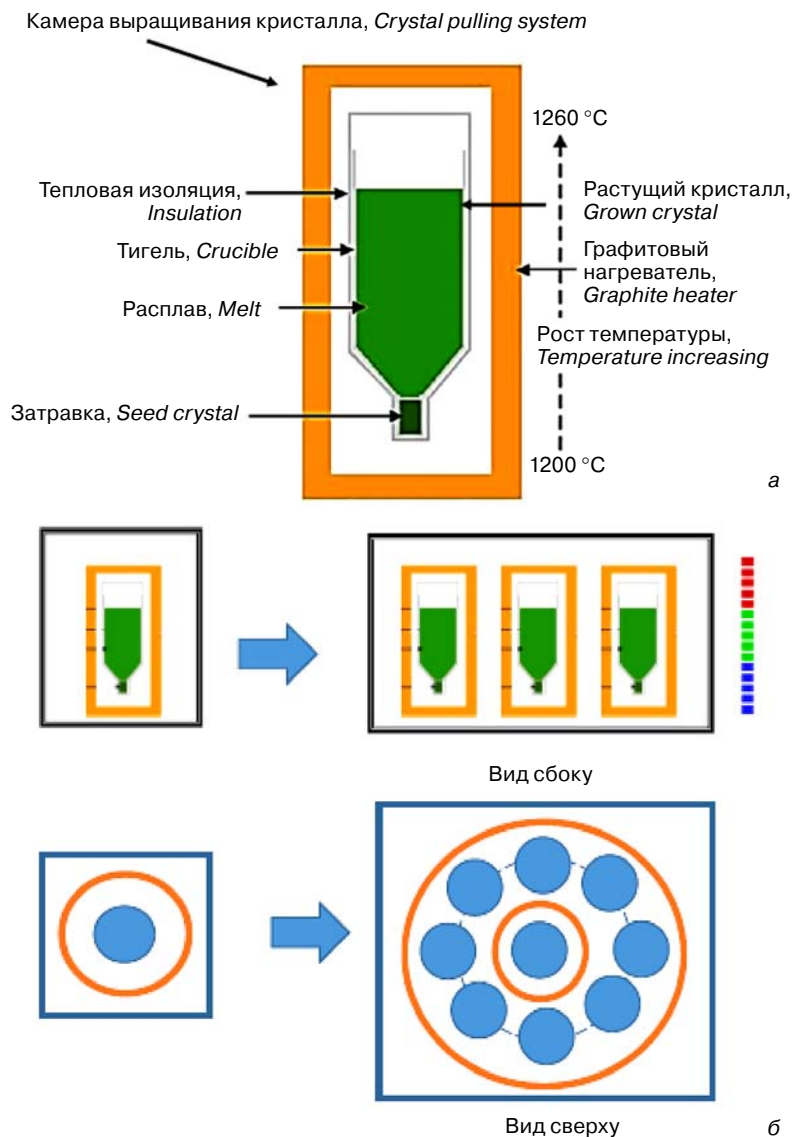 Камера выращивания кристалла, Crystal pulling system
1260 °C
Тепловая изоляция,
Insulation
Растущий кристалл,
Grown crystal
Тигель, Crucible
Графитовый
нагреватель,
Graphite heater
Расплав, Melt
Рост температуры,
Temperature increasing
Затравка, Seed crystal
1200 °C
а
Вид сбоку
Вид сверху
б